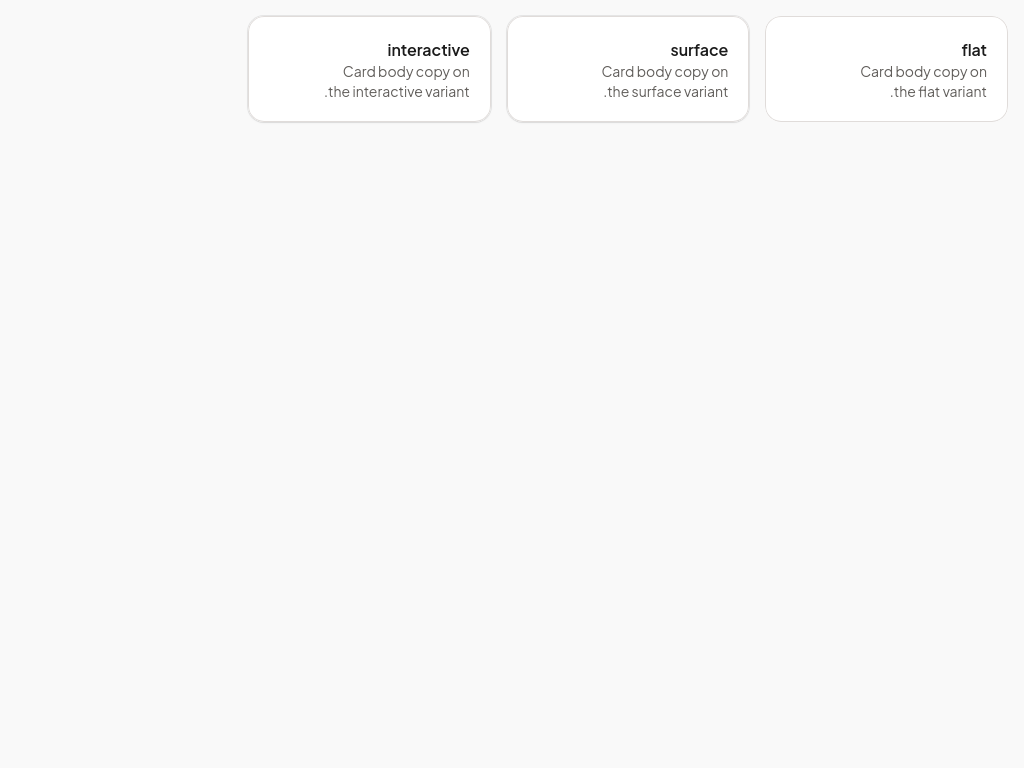 flat
Card body copy on
.the flat variant
surface
Card body copy on
.the surface variant
interactive
Card body copy on
.the interactive variant